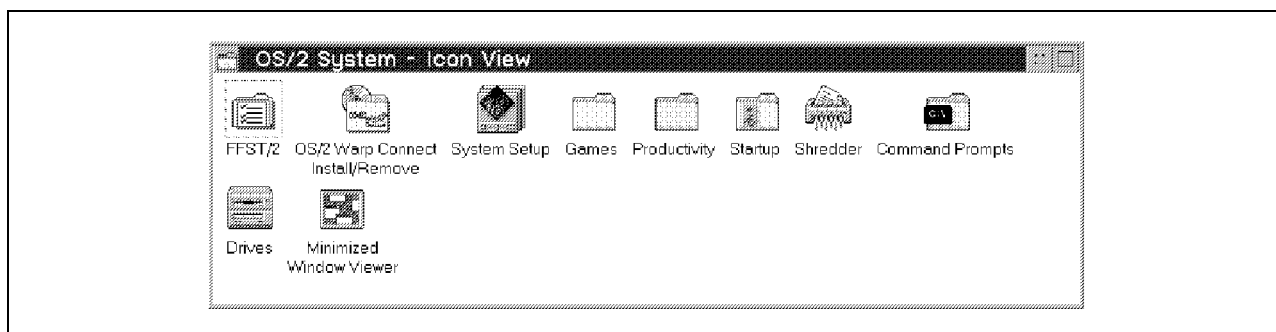 OS/2 System - Icon View
FFST/2
OS/2 Warp Connect
Install/Remove
System Setup
Games
Productivity
Startup
Shredder
C:\
Command Prompts
Drives
Minimized
Window Viewer